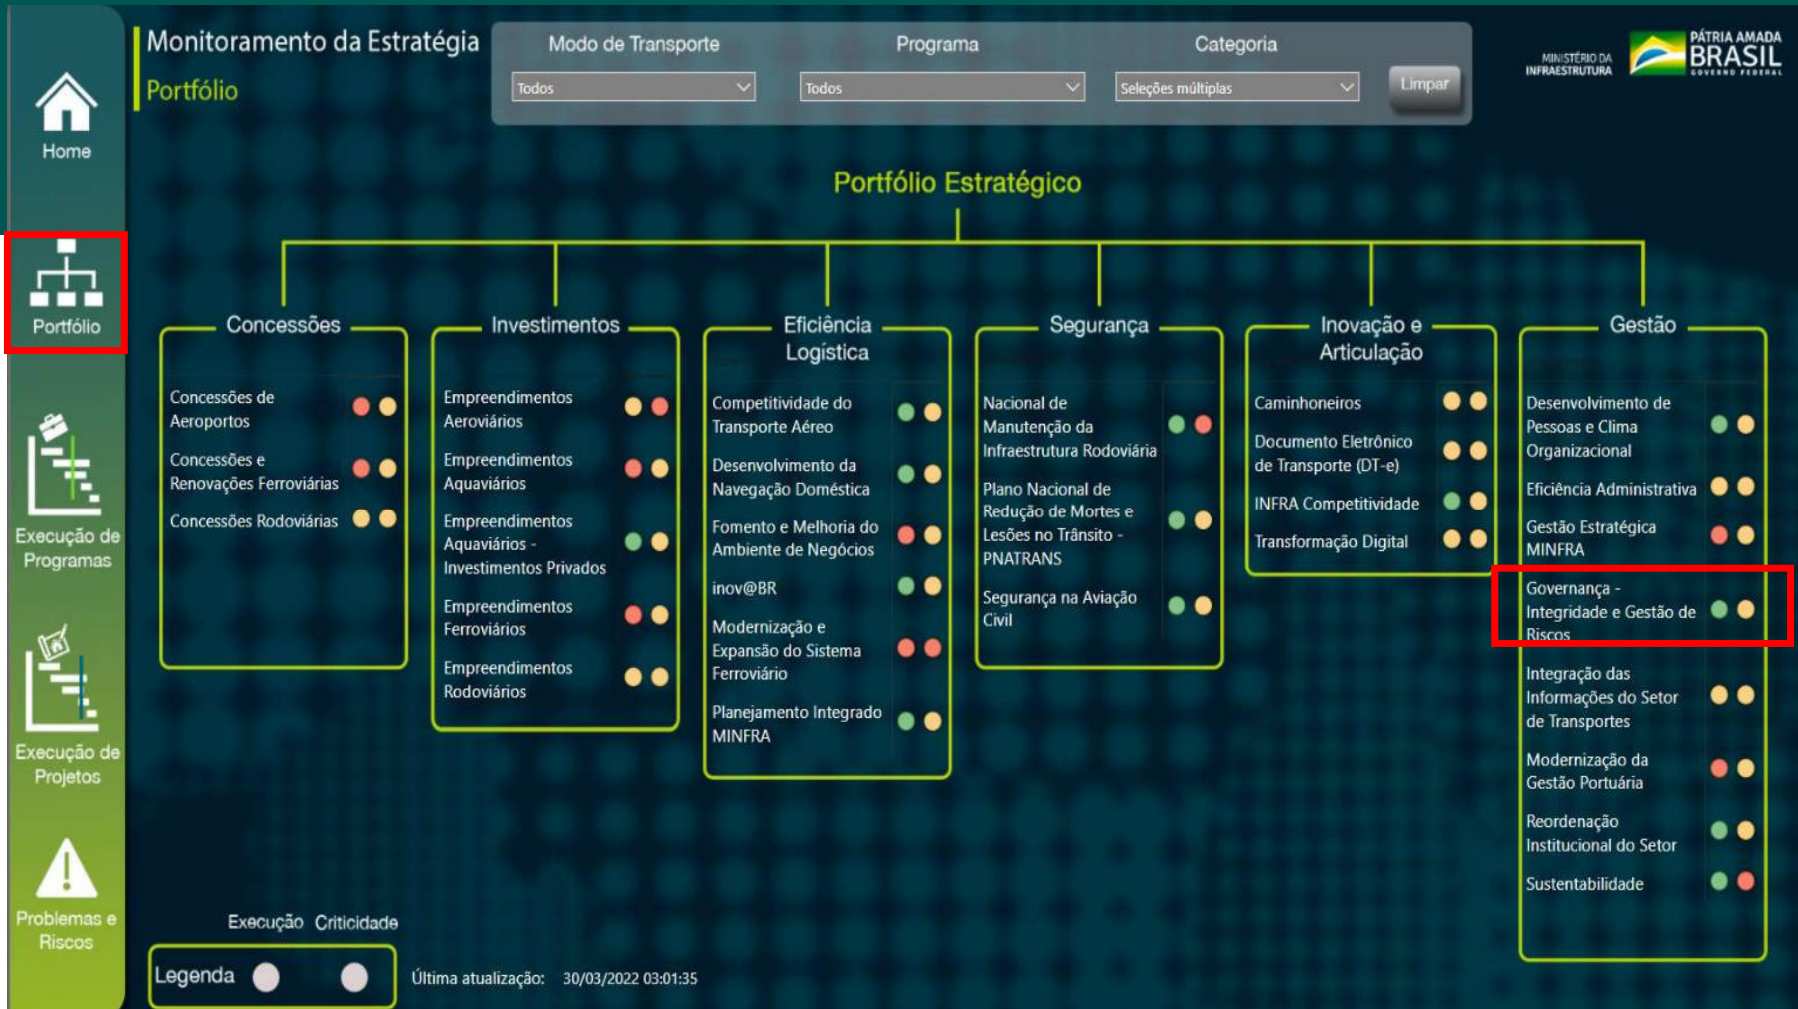 Monitoramento da Estratégia
Portfólio
Modo de Transporte
Todos
Programa
Todos
Categoria
Seleções múltiplas
Limpar
MINISTÉRIO DA
INFRAESTRUTURA
PÁTRIA AMADA
BRASIL
GOVERNO FEDERAL
Home
Portfólio
Execução de
Programas
Execução de
Projetos
Problemas e
Riscos
Portfólio Estratégico
Concessões
Concessões de
Aeroportos
Concessões e
Renovações Ferroviárias
Concessões Rodoviárias
Investimentos
Empreendimentos
Aeroviários
Empreendimentos
Aquaviários
Empreendimentos
Aquaviários -
Investimentos Privados
Empreendimentos
Ferroviários
Empreendimentos
Rodoviários
Eficiência
Logística
Competitividade do
Transporte Aéreo
Desenvolvimento da
Navegação Doméstica
Fomento e Melhoria do
Ambiente de Negócios
inov@BR
Modernização e
Expansão do Sistema
Ferroviário
Planejamento Integrado
MINFRA
Segurança
Nacional de
Manutenção da
Infraestrutura Rodoviária
Plano Nacional de
Redução de Mortes e
Lesões no Trânsito -
PNATRANS
Segurança na Aviação
Civil
Inovação e
Articulação
Caminhoneiros
Documento Eletrônico
de Transporte (DT-e)
INFRA Competitividade
Transformação Digital
Gestão
Desenvolvimento de
Pessoas e Clima
Organizacional
Eficiência Administrativa
Gestão Estratégica
MINFRA
Governança -
Integridade e Gestão de
Riscos
Integração das
Informações do Setor
de Transportes
Modernização da
Gestão Portuária
Reordenação
Institucional do Setor
Sustentabilidade
Execução Criticidade
Legenda
Última atualização: 30/03/2022 03:01:35